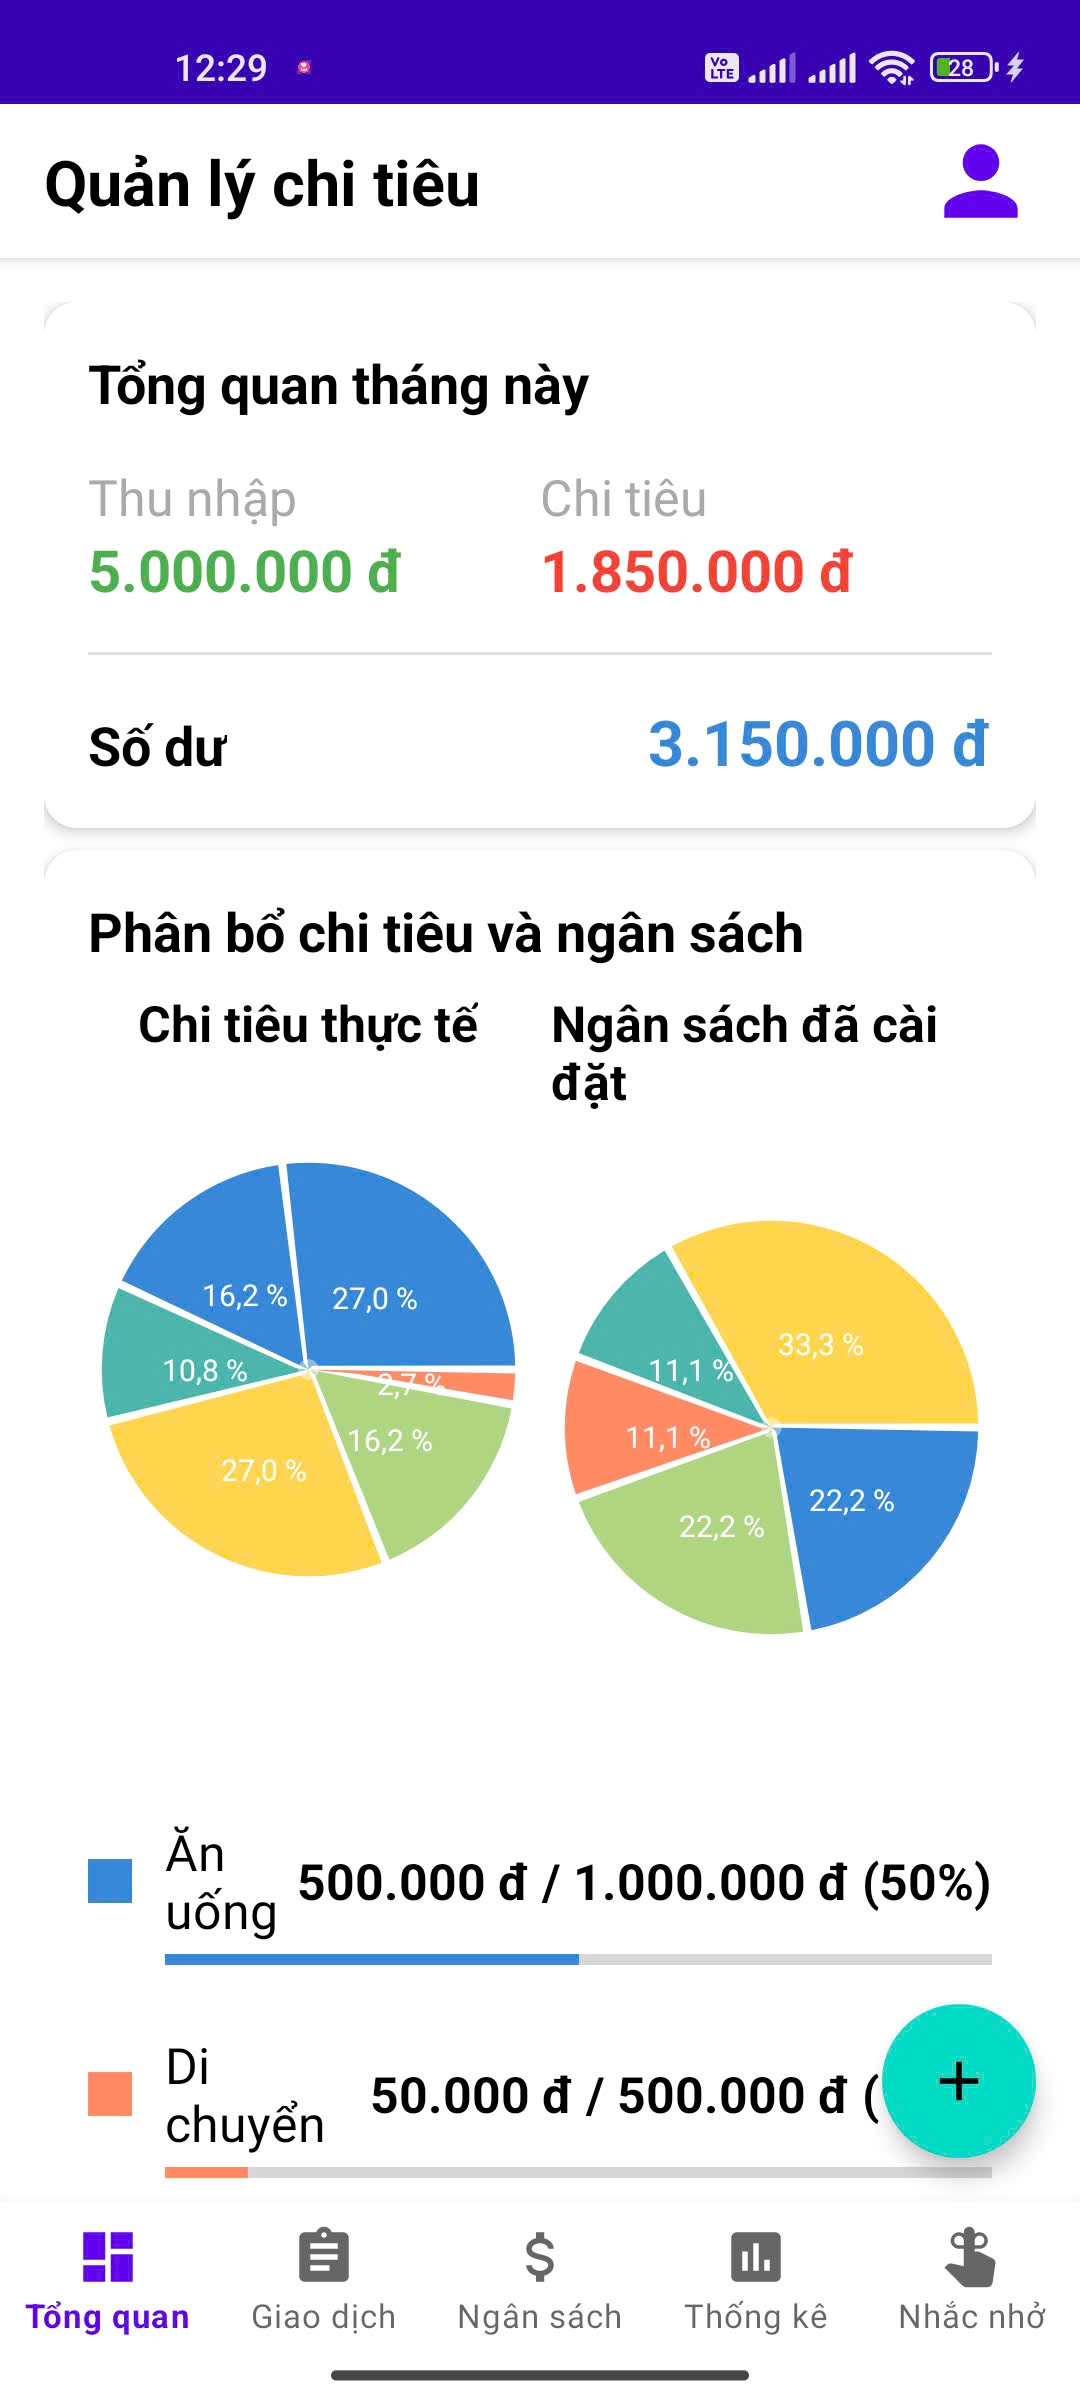 12:29
Vo
LTE
28
Quản lý chi tiêu
Tổng quan tháng này
Thu nhập
Chi tiêu
5.000.000 đ
1.850.000 đ
Số dư
3.150.000 đ
Phân bổ chi tiêu và ngân sách
Chi tiêu thực tế
Ngân sách đã cài
đặt
16,2 %
27,0 %
10,8 %
2,7 %
16,2 %
27,0 %
33,3 %
11,1 %
11,1 %
22,2 %
22,2 %
Ăn
uống
500.000 đ / 1.000.000 đ (50%)
Di
chuyển
50.000 đ / 500.000 đ (
+
Tổng quan
Giao dịch
Ngân sách
Thống kê
Nhắc nhở